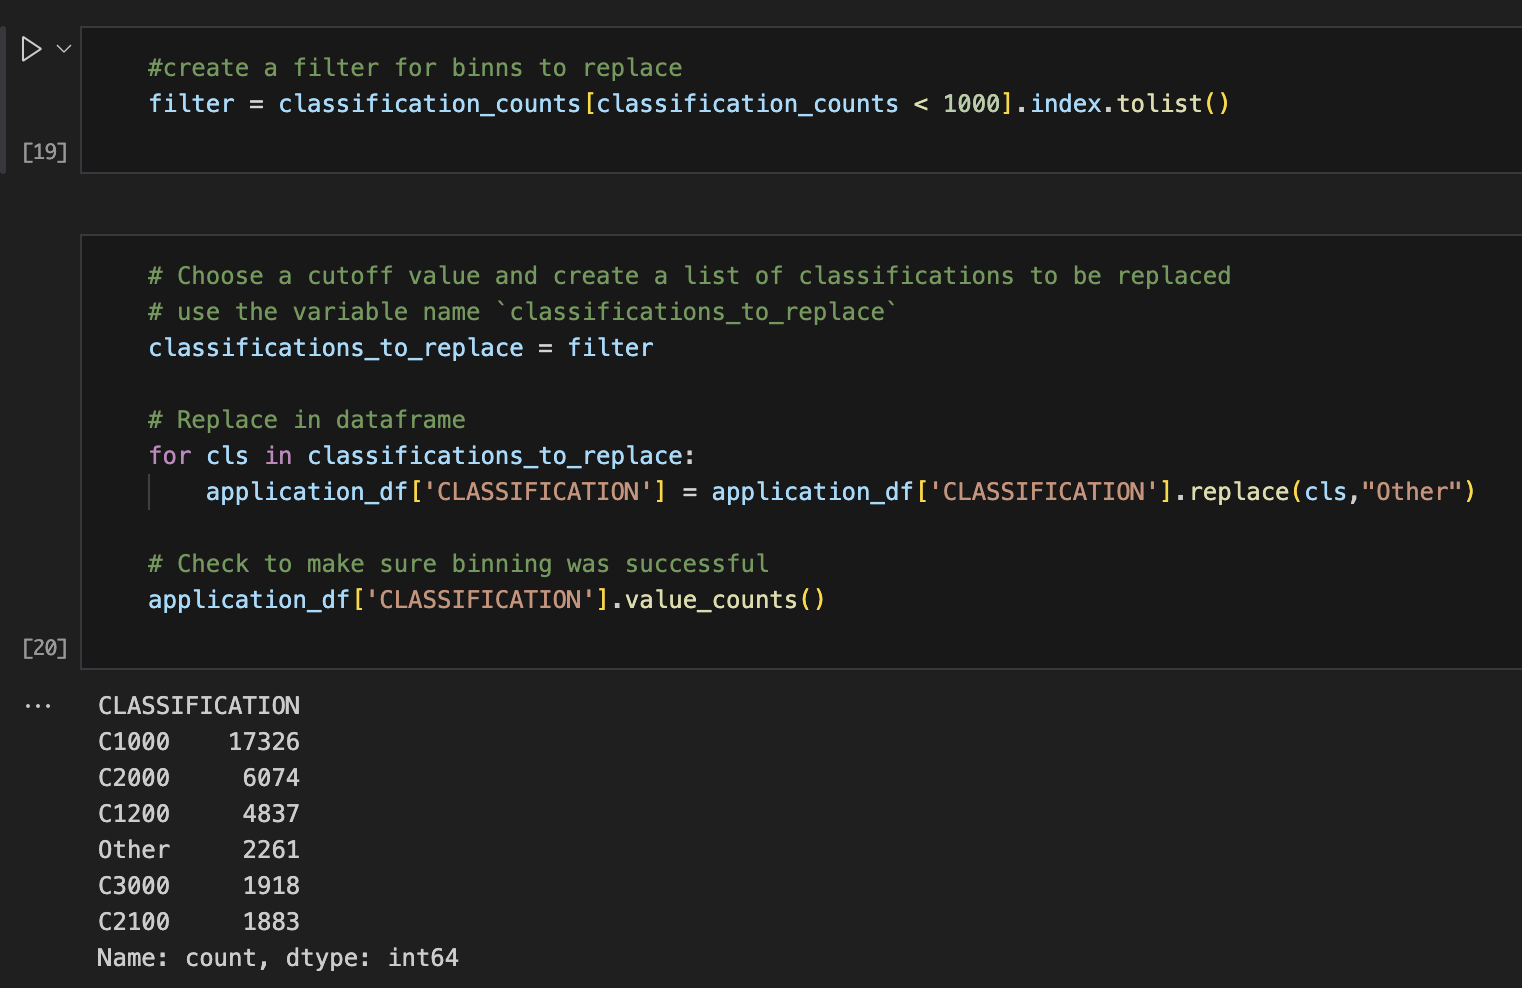 #create a filter for binns to replace
filter = classification_counts[classification_counts < 1000].index.tolist()
[19]
# Choose a cutoff value and create a list of classifications to be replaced
# use the variable name `classifications_to_replace`
classifications_to_replace = filter
# Replace in dataframe
for cls in classifications_to_replace:
    application_df['CLASSIFICATION'] = application_df['CLASSIFICATION'].replace(cls,"Other")
# Check to make sure binning was successful
application_df['CLASSIFICATION'].value_counts()
[20]
... CLASSIFICATION
C1000    17326
C2000     6074
C1200     4837
Other     2261
C3000     1918
C2100     1883
Name: count, dtype: int64